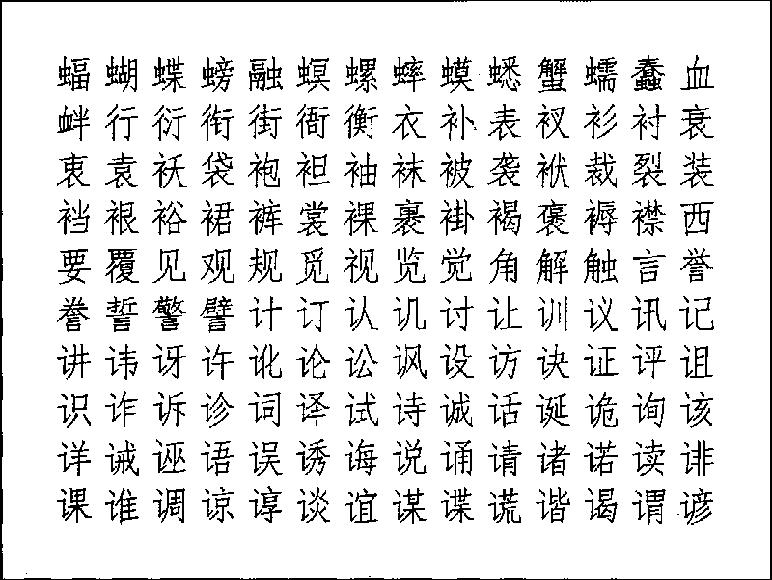 蝠蝴蝶螃融螟螺蟀蟆蟋蟹蠕蠢血
衅行衍衔街衙衡衣补表衩衫衬衰
衷袁袄袋袍袒袖袜被袭袱裁裂装
裆裉裕裙裤裳裸裹褂褐褒褥襟西
要覆见观规觅视览觉角解触言誉
誊誓警譬计订认讥讨让训议讯记
讲讳讶许讹论讼讽设访诀证评诅
识诈诉诊词译试诗诚话诞诡询该
详诫诬语误诱诲说诵请诸诺读诽
课谁调谅谆谈谊谋谍谎谐谒谓谚